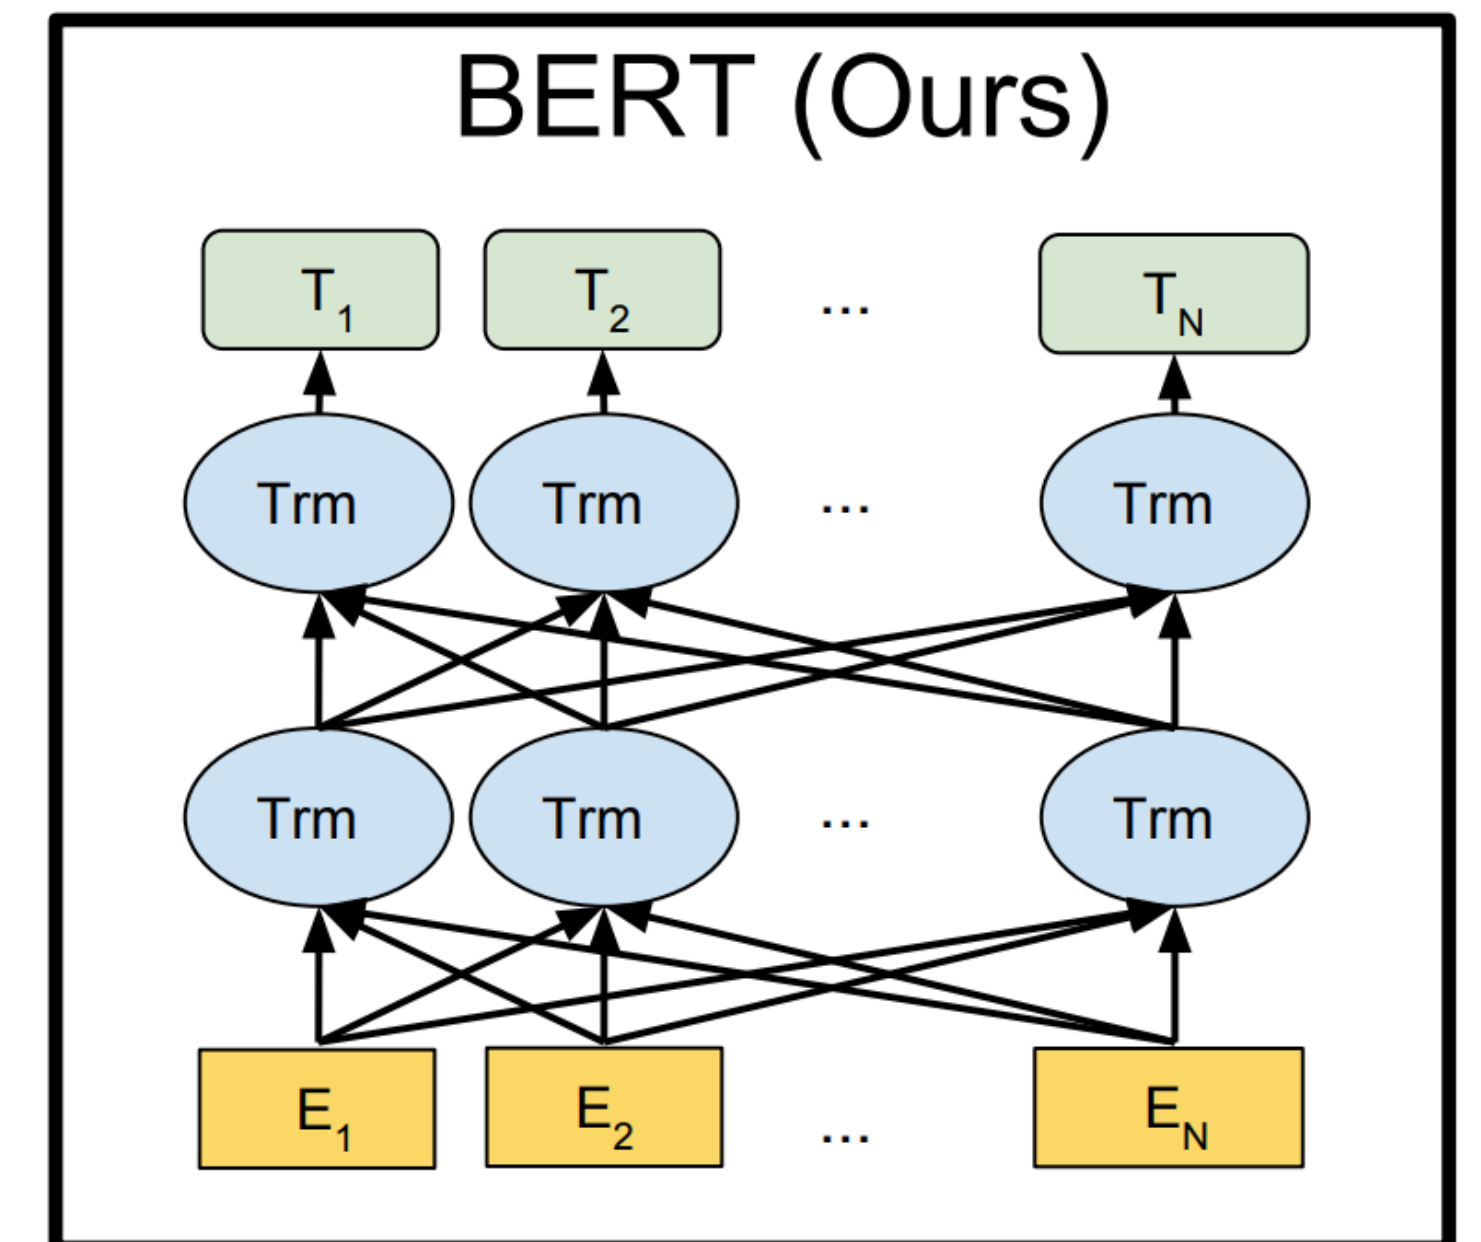 BERT (Ours)
T1 T2 ... TN
Trm Trm ... Trm
Trm Trm ... Trm
E1 E2 ... EN